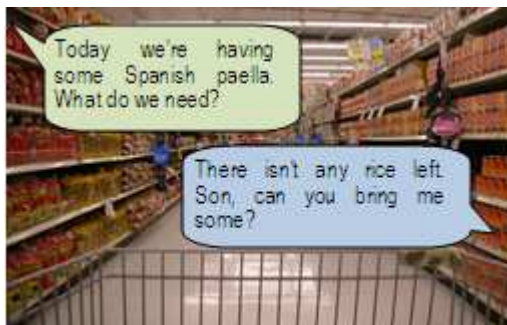 Today we're having
some Spanish paella.
What do we need?
There isn't any rice left.
Son, can you bring me
some?